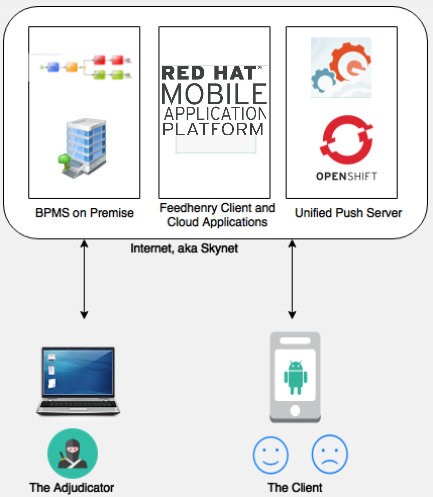 RED HAT
MOBILE
APPLICATION
PLATFORM
OPENSHIFT
BPMS on Premise
Feedhenry Client and
Cloud Applications
Unified Push Server
Internet, aka Skynet
The Adjudicator
The Client